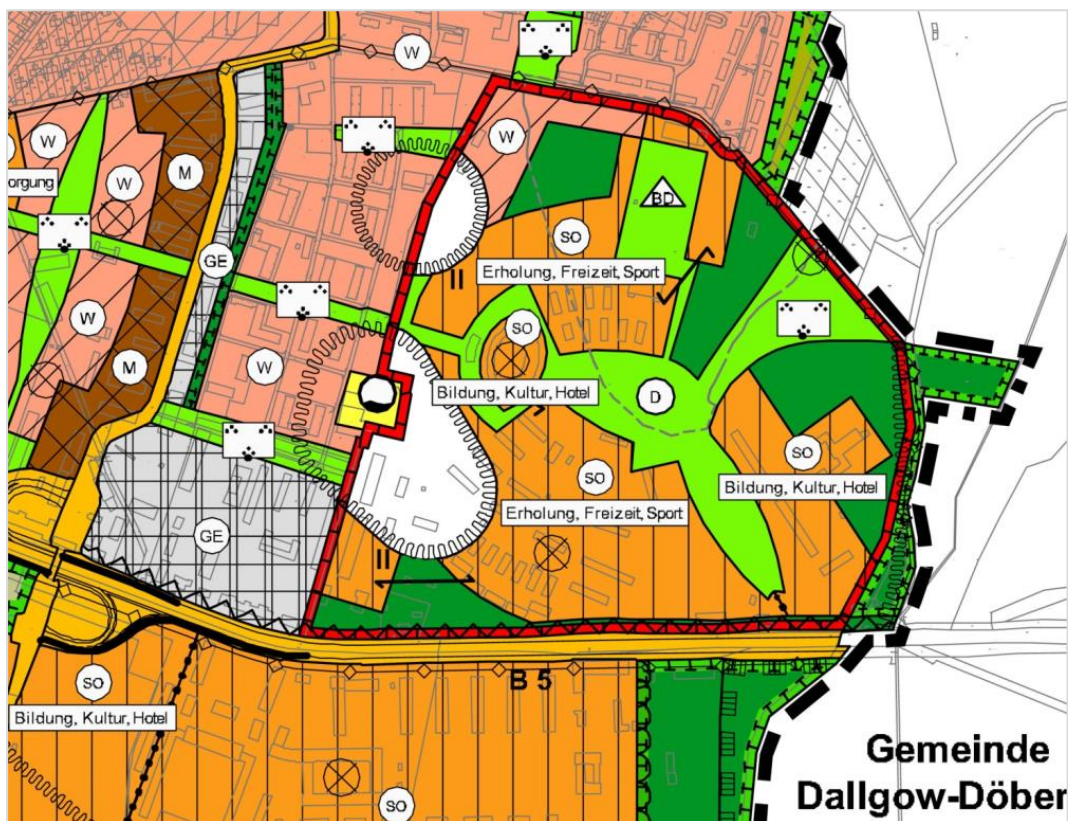 W
W
W
M
W
orgung
BD
GE
SO
Erholung, Freizeit, Sport
II
SO
W
M
W
Bildung, Kultur, Hotel
D
SO
SO
Bildung, Kultur, Hotel
Erholung, Freizeit, Sport
GE
II
B 5
SO
Bildung, Kultur, Hotel
Gemeinde
Dallgow-Döber
SO